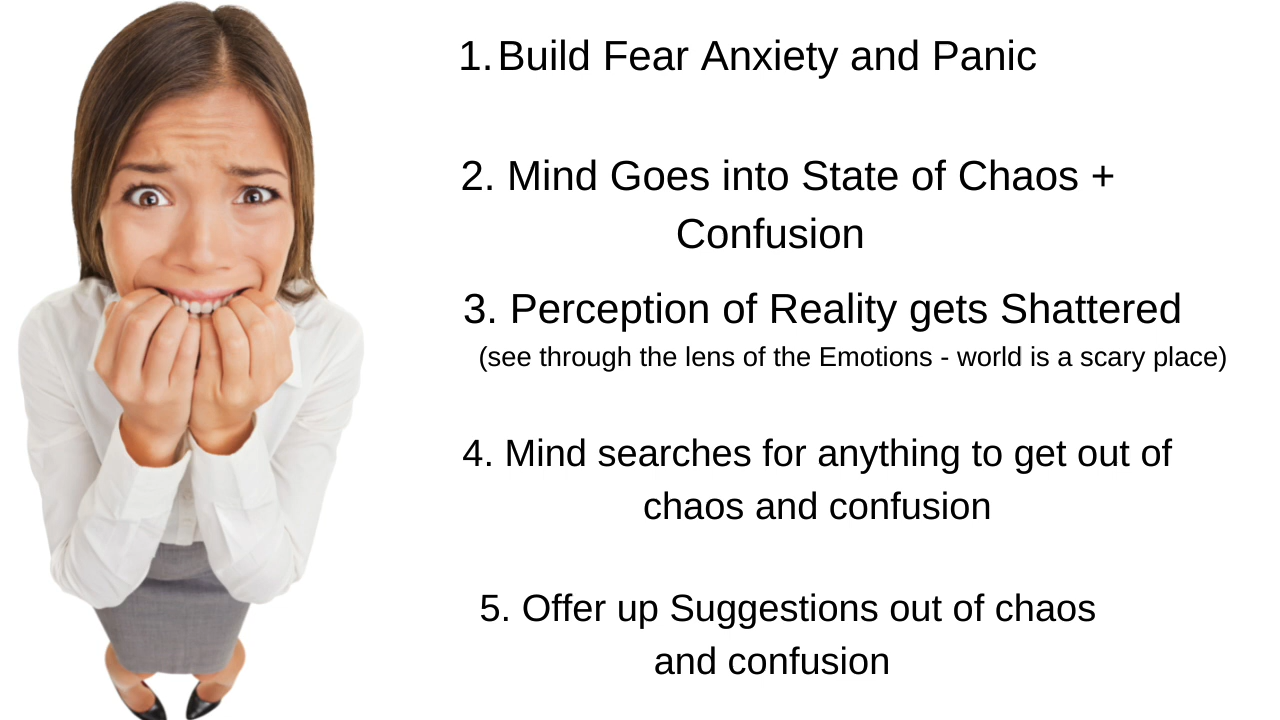 1. Build Fear Anxiety and Panic
2. Mind Goes into State of Chaos +
Confusion
3. Perception of Reality gets Shattered
(see through the lens of the Emotions - world is a scary place)
4. Mind searches for anything to get out of
chaos and confusion
5. Offer up Suggestions out of chaos
and confusion